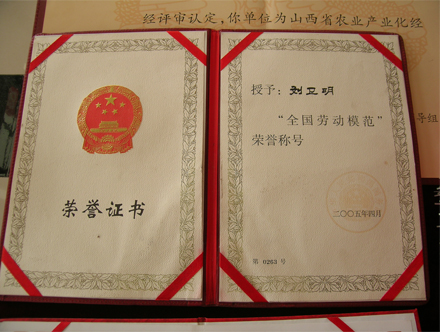 经评审认定,你单位为山西省农业产业化经
导组
荣誉证书
授予:刘卫明
“全国劳动模范”
荣誉称号
二〇〇五年四月
第 0263 号